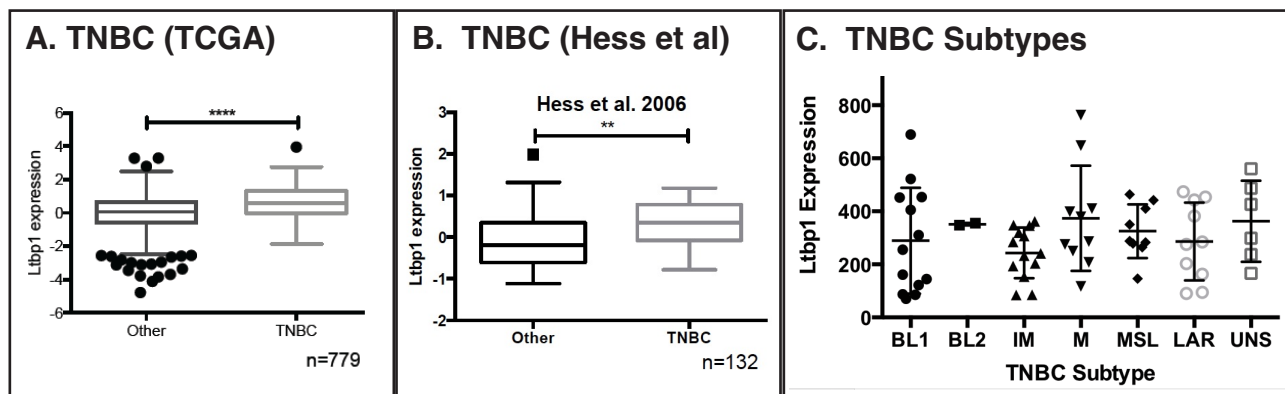 A. TNBC (TCGA)
****
Ltbp1 expression
6
4
2
0
-2
-4
-6
Other TNBC
n=779
B. TNBC (Hess et al)
Hess et al. 2006
**
Ltbp1 expression
3
2
1
0
-1
-2
Other TNBC
n=132
C. TNBC Subtypes
Ltbp1 Expression
800
600
400
200
0
BL1 BL2 IM M MSL LAR UNS
TNBC Subtype